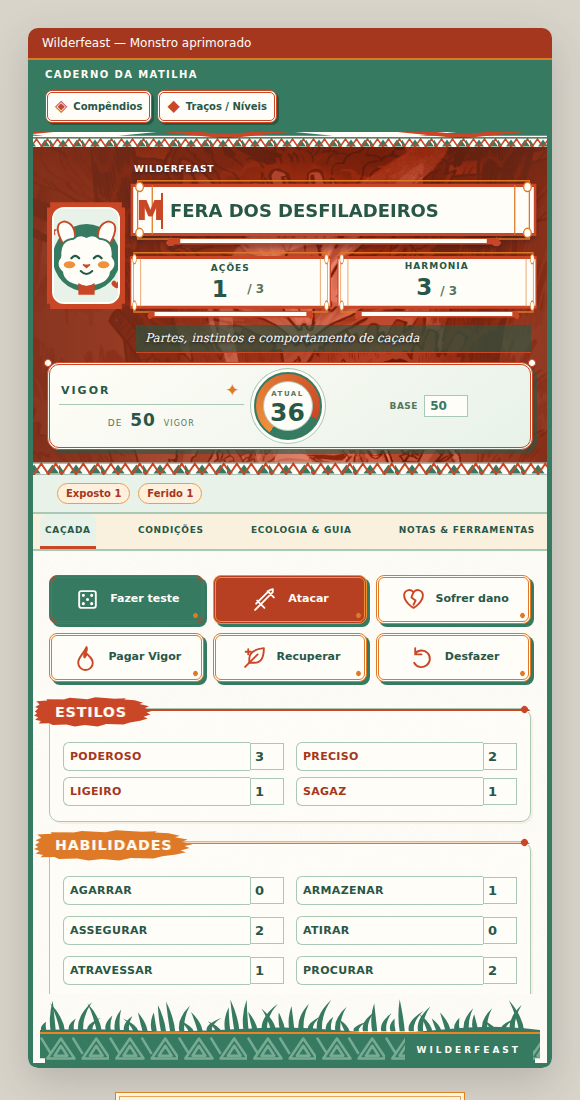 Wilderfeast — Monstro aprimorado
CADERNO DA MATILHA
Compêndios
Traços / Níveis
WILDERFEAST
M FERA DOS DESFILADEIROS
AÇÕES
1 / 3
HARMONIA
3 / 3
Partes, instintos e comportamento de caçada
VIGOR
DE 50 VIGOR
ATUAL
36
BASE 50
Exposto 1
Ferido 1
CAÇADA
CONDIÇÕES
ECOLOGIA & GUIA
NOTAS & FERRAMENTAS
Fazer teste
Atacar
Sofrer dano
Pagar Vigor
Recuperar
Desfazer
ESTILOS
PODEROSO 3
PRECISO 2
LIGEIRO 1
SAGAZ 1
HABILIDADES
AGARRAR 0
ARMAZENAR 1
ASSEGURAR 2
ATIRAR 0
ATRAVESSAR 1
PROCURAR 2
WILDERFEAST